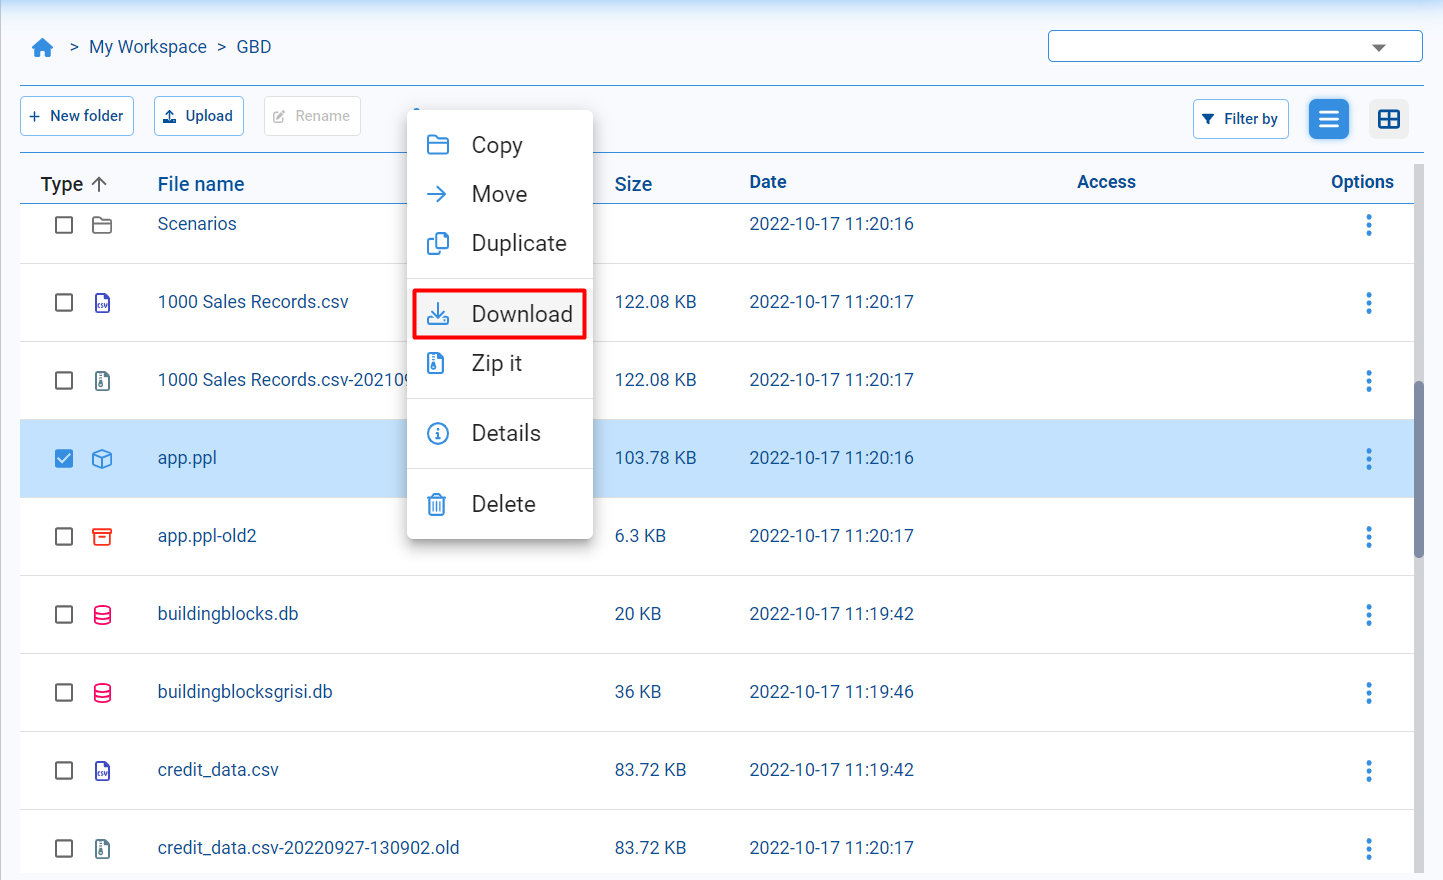 > My Workspace > GBD
+ New folder Upload Rename Filter by
Type File name Size Date Access Options
Copy
Move
Duplicate
Download
Zip it
Details
Delete
Scenarios 2022-10-17 11:20:16
1000 Sales Records.csv 122.08 KB 2022-10-17 11:20:17
1000 Sales Records.csv-20210 122.08 KB 2022-10-17 11:20:17
app.ppl 103.78 KB 2022-10-17 11:20:16
app.ppl-old2 6.3 KB 2022-10-17 11:20:17
buildingblocks.db 20 KB 2022-10-17 11:19:42
buildingblocksgrisi.db 36 KB 2022-10-17 11:19:46
credit_data.csv 83.72 KB 2022-10-17 11:19:42
credit_data.csv-20220927-130902.old 83.72 KB 2022-10-17 11:20:17